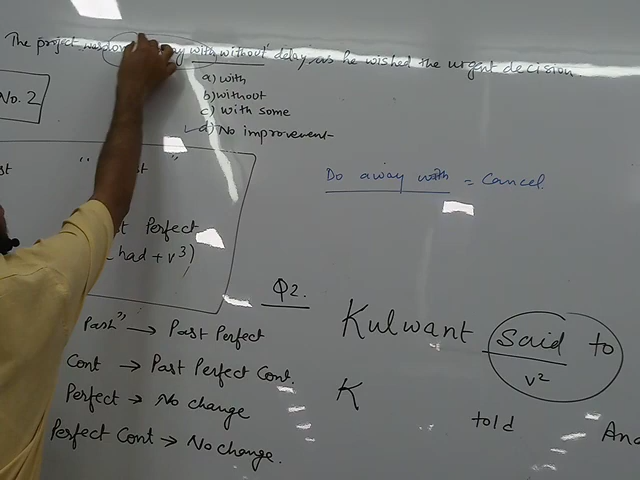 The project was done away with without delay as he wished the urgent decision.
a) with
b) without
c) with some
d) No improvement
No. 2
Do away with = Cancel.
Perfect
had + v3)
Q2.
Past" → Past Perfect
Cont → Past Perfect Cont.
Perfect → No change
Perfect Cont → No change.
Kulwant said to
v2
K
told